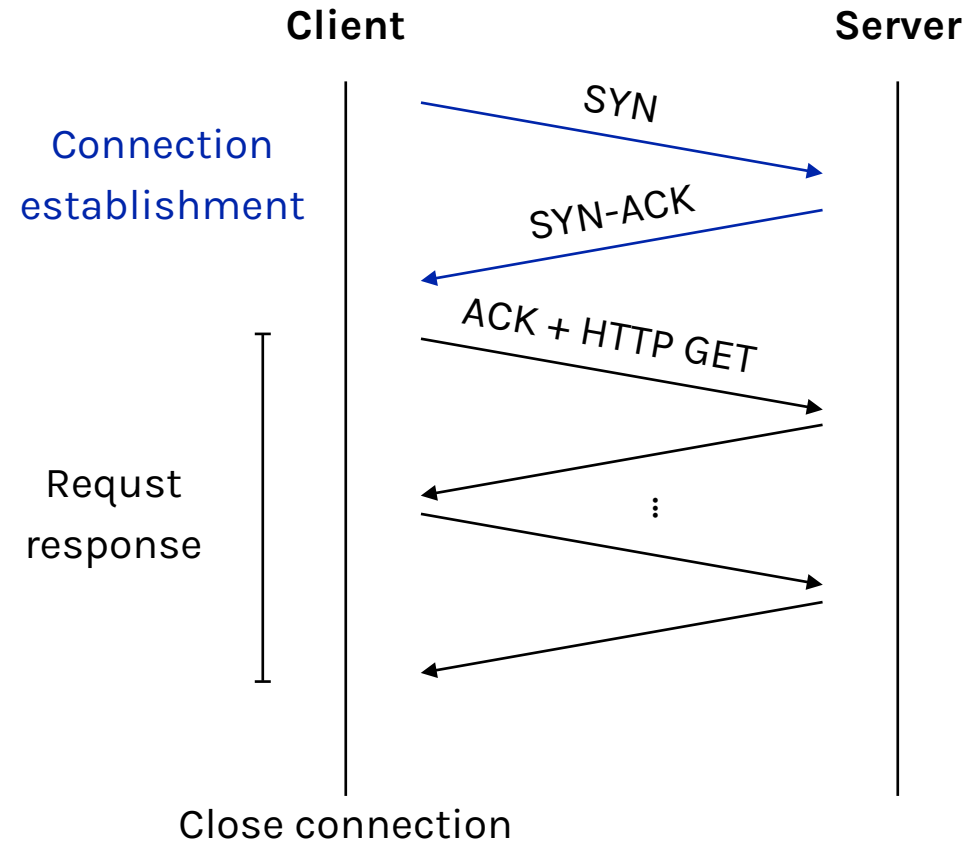 Client
Server
SYN
Connection
establishment
SYN-ACK
ACK + HTTP GET
Requst
response
Close connection